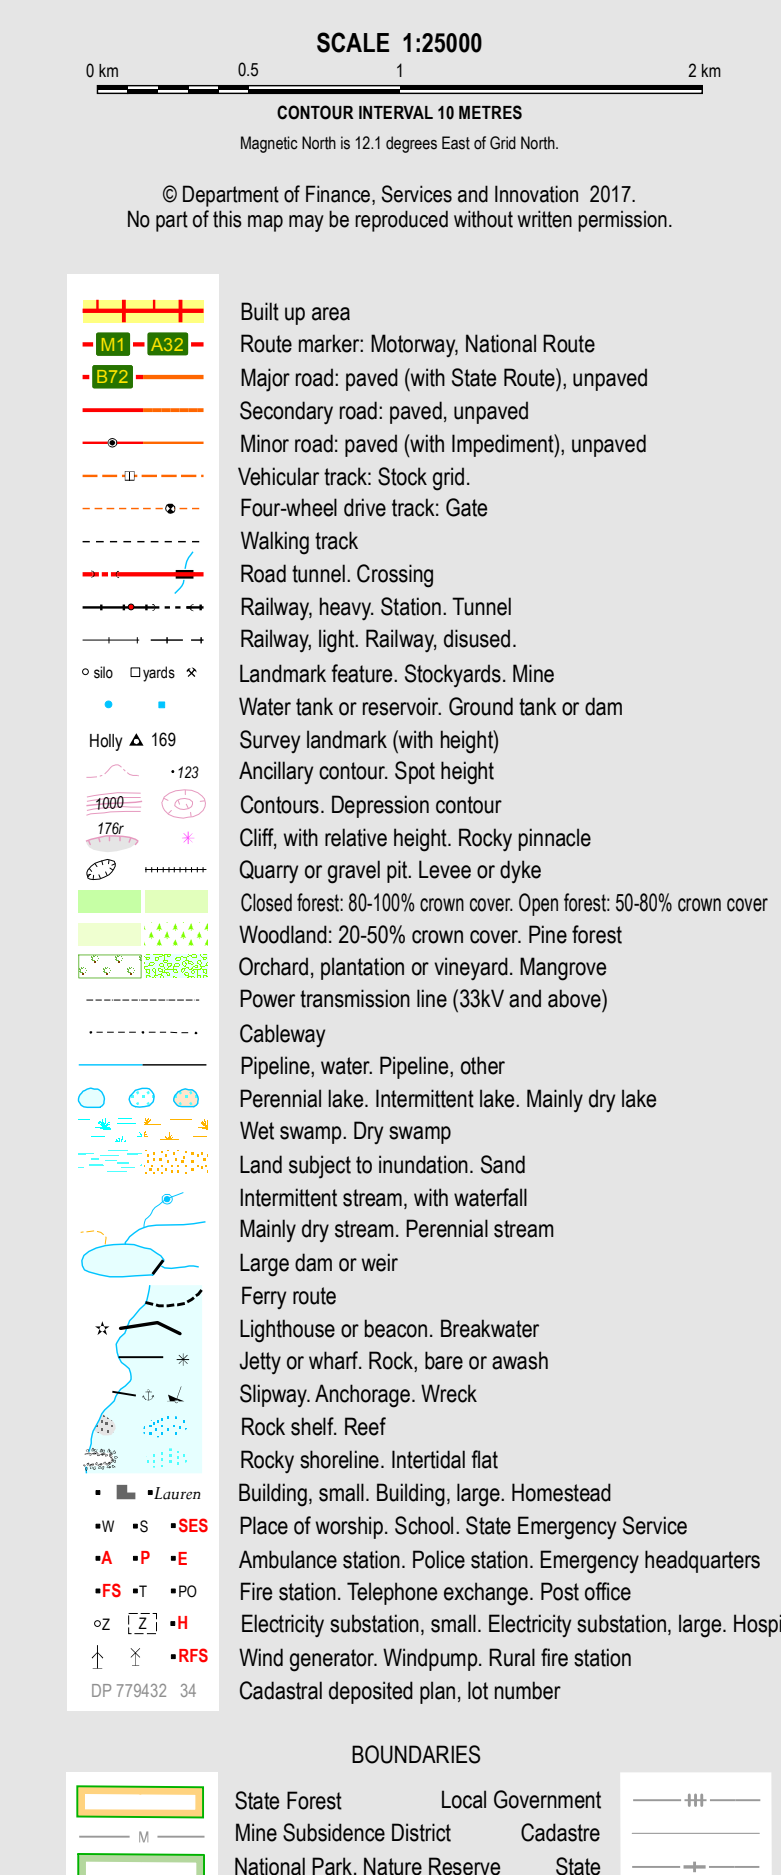 SCALE 1:25000
0 km 0.5 1 2 km
CONTOUR INTERVAL 10 METRES
Magnetic North is 12.1 degrees East of Grid North.
© Department of Finance, Services and Innovation 2017.
No part of this map may be reproduced without written permission.
Built up area
M1 A32 Route marker: Motorway, National Route
B72 Major road: paved (with State Route), unpaved
Secondary road: paved, unpaved
Minor road: paved (with Impediment), unpaved
Vehicular track: Stock grid.
Four-wheel drive track: Gate
Walking track
Road tunnel. Crossing
Railway, heavy. Station. Tunnel
Railway, light. Railway, disused.
silo yards Landmark feature. Stockyards. Mine
Water tank or reservoir. Ground tank or dam
Holly 169 Survey landmark (with height)
123 Ancillary contour. Spot height
1000 Contours. Depression contour
176r Cliff, with relative height. Rocky pinnacle
Quarry or gravel pit. Levee or dyke
Closed forest: 80-100% crown cover. Open forest: 50-80% crown cover
Woodland: 20-50% crown cover. Pine forest
Orchard, plantation or vineyard. Mangrove
Power transmission line (33kV and above)
Cableway
Pipeline, water. Pipeline, other
Perennial lake. Intermittent lake. Mainly dry lake
Wet swamp. Dry swamp
Land subject to inundation. Sand
Intermittent stream, with waterfall
Mainly dry stream. Perennial stream
Large dam or weir
Ferry route
Lighthouse or beacon. Breakwater
Jetty or wharf. Rock, bare or awash
Slipway. Anchorage. Wreck
Rock shelf. Reef
Rocky shoreline. Intertidal flat
Lauren Building, small. Building, large. Homestead
W S SES Place of worship. School. State Emergency Service
A P E Ambulance station. Police station. Emergency headquarters
FS T PO Fire station. Telephone exchange. Post office
Z Z H Electricity substation, small. Electricity substation, large. Hospi
RFS Wind generator. Windpump. Rural fire station
DP 779432 34 Cadastral deposited plan, lot number
BOUNDARIES
State Forest Local Government
M Mine Subsidence District Cadastre
National Park, Nature Reserve State